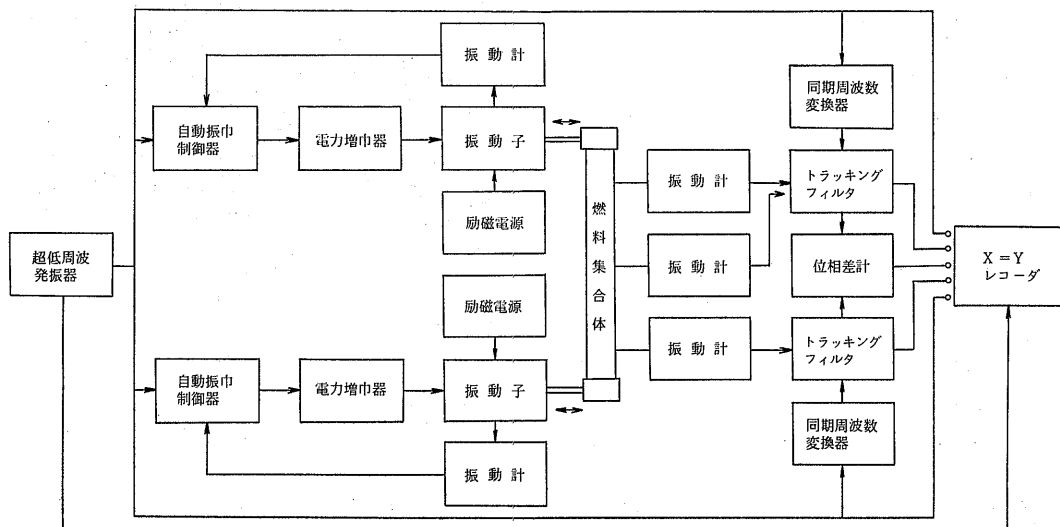 振動計
同期周波数
変換器
自動振巾
制御器
電力増巾器
振動子
励磁電源
燃料集合体
振動計
トラッキング
フィルタ
超低周波
発振器
振動計
位相差計
X=Y
レコーダ
励磁電源
振動計
トラッキング
フィルタ
自動振巾
制御器
電力増巾器
振動子
同期周波数
変換器
振動計